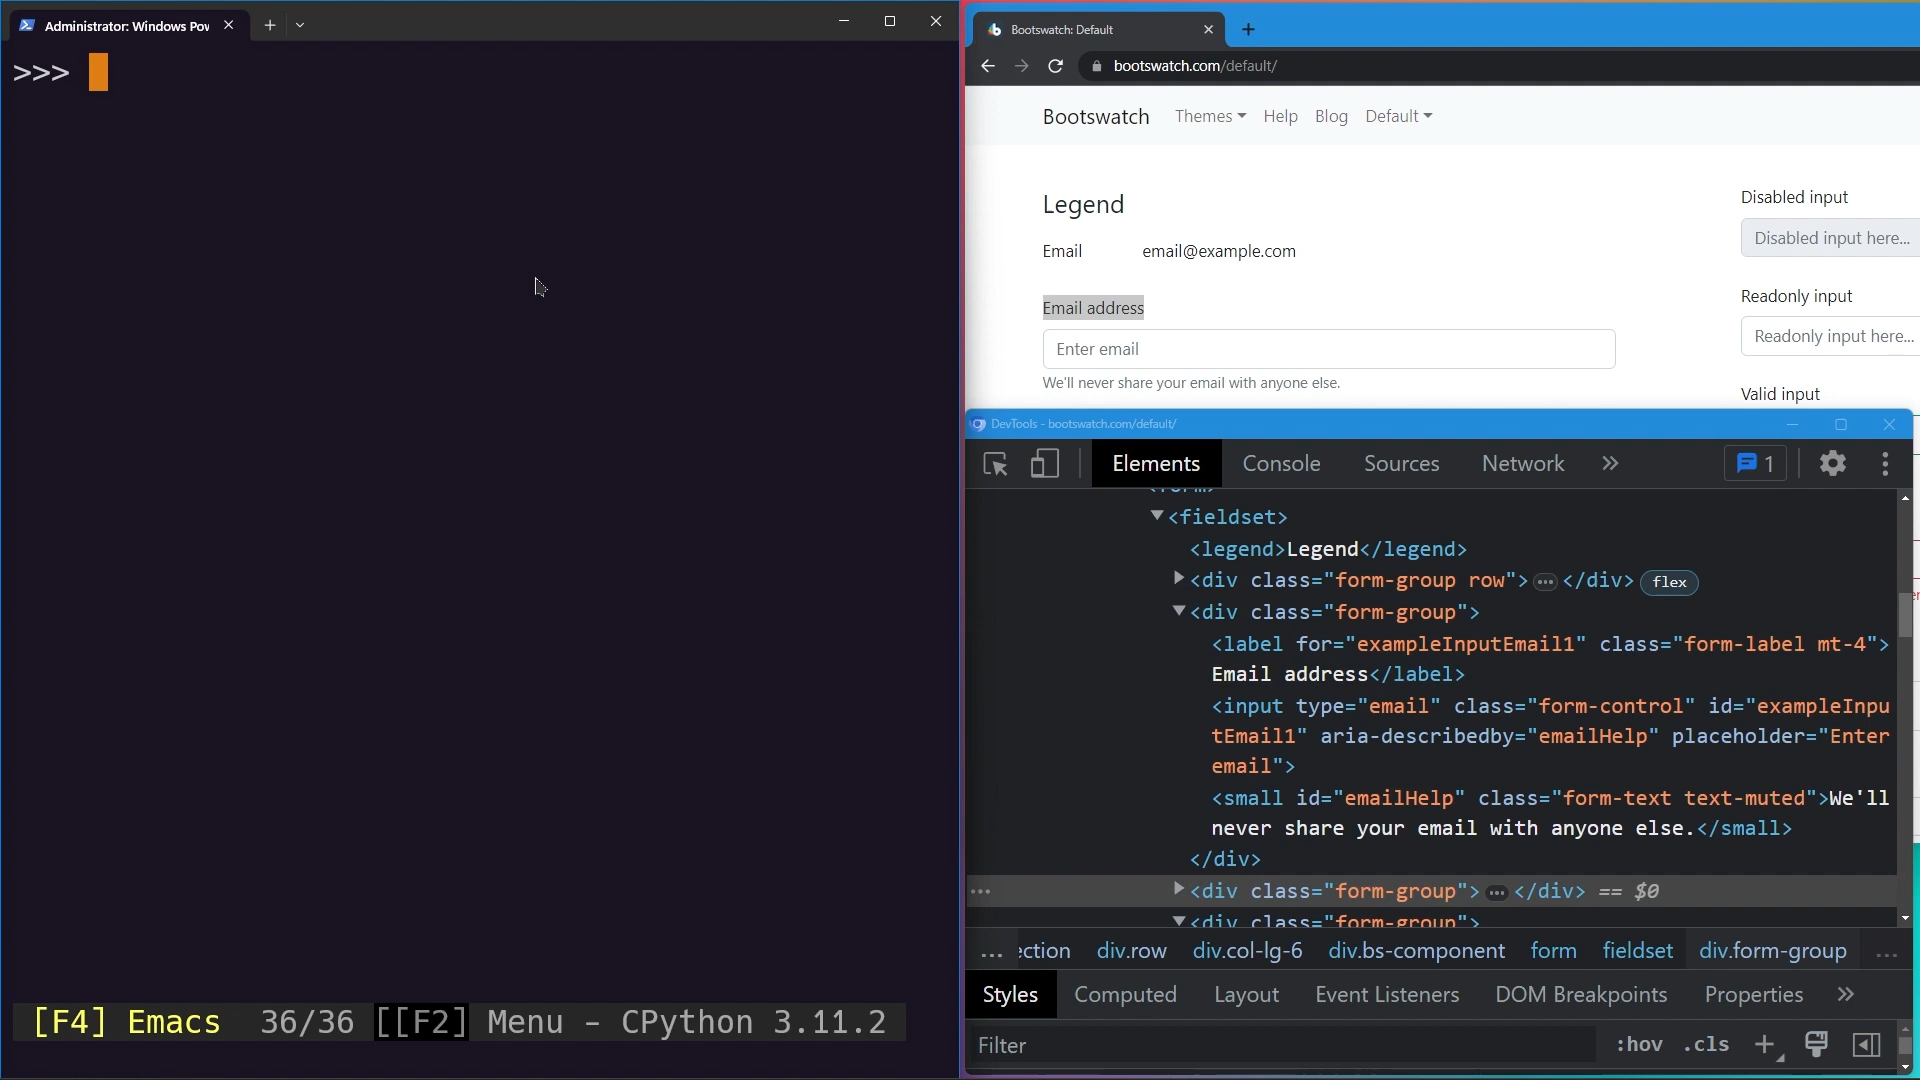 Administrator: Windows Pow
>>>
[F4] Emacs 36/36 [[F2] Menu - CPython 3.11.2
Bootswatch: Default
bootswatch.com/default/
Bootswatch Themes Help Blog Default
Legend
Email email@example.com
Email address
Enter email
We'll never share your email with anyone else.
Disabled input
Disabled input here...
Readonly input
Readonly input here...
Valid input
DevTools - bootswatch.com/default/
Elements Console Sources Network 1
<fieldset>
<legend>Legend</legend>
<div class="form-group row"> … </div> flex
<div class="form-group">
<label for="exampleInputEmail1" class="form-label mt-4">
Email address</label>
<input type="email" class="form-control" id="exampleInpu
tEmail1" aria-describedby="emailHelp" placeholder="Enter
email">
<small id="emailHelp" class="form-text text-muted">We'll
never share your email with anyone else.</small>
</div>
<div class="form-group"> … </div> == $0
<div class="form-group">
... ection div.row div.col-lg-6 div.bs-component form fieldset div.form-group ...
Styles Computed Layout Event Listeners DOM Breakpoints Properties
Filter :hov .cls